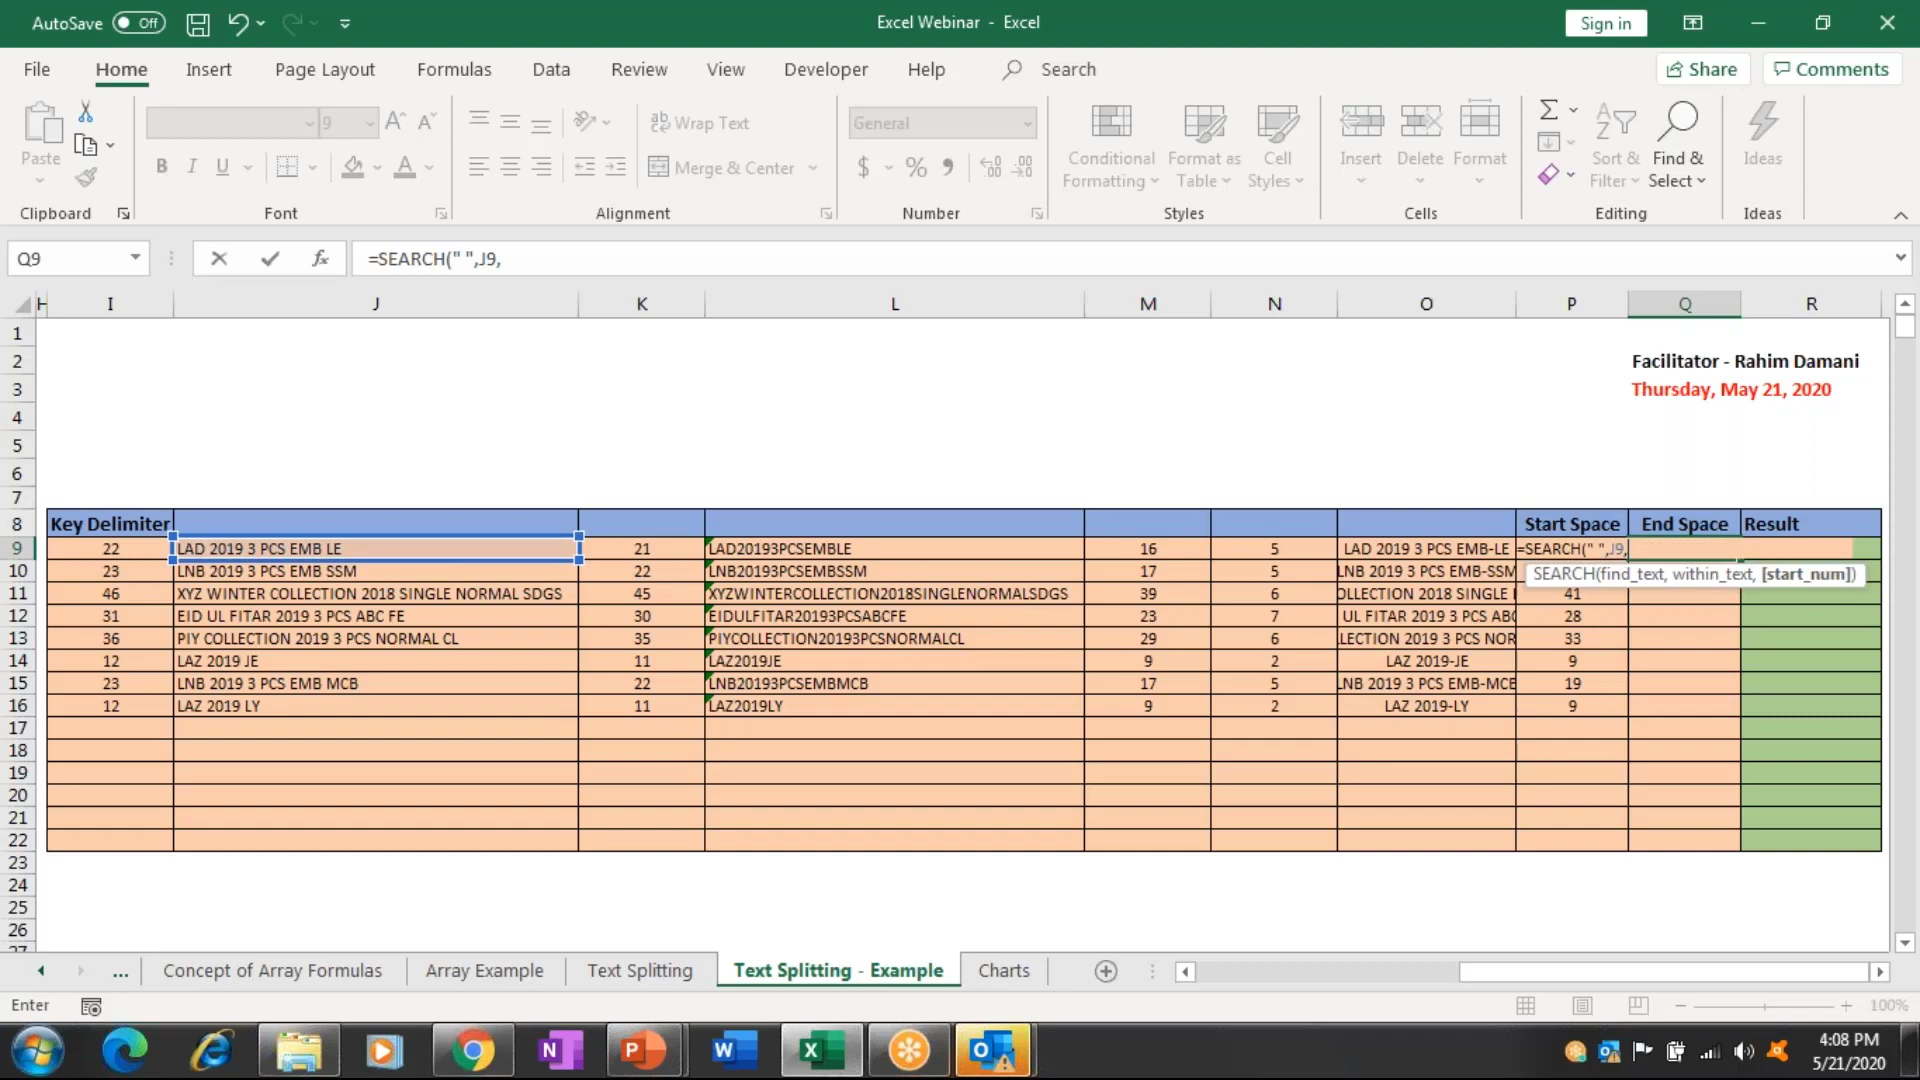 AutoSave Off
Excel Webinar - Excel
Sign in
File Home Insert Page Layout Formulas Data Review View Developer Help Search
Share Comments
Paste
9
B I U
Wrap Text
Merge & Center
General
$ %
Conditional Formatting
Format as Table
Cell Styles
Insert Delete Format
Sort & Filter
Find & Select
Ideas
Clipboard Font Alignment Number Styles Cells Editing Ideas
Q9 fx =SEARCH(" ",J9,
H I J K L M N O P Q R
1
2 Facilitator - Rahim Damani
3 Thursday, May 21, 2020
4
5
6
7
8 Key Delimiter Start Space End Space Result
9 22 LAD 2019 3 PCS EMB LE 21 LAD20193PCSEMBLE 16 5 LAD 2019 3 PCS EMB-LE =SEARCH(" ",J9,
SEARCH(find_text, within_text, [start_num])
10 23 LNB 2019 3 PCS EMB SSM 22 LNB20193PCSEMBSSM 17 5 LNB 2019 3 PCS EMB-SSM
11 46 XYZ WINTER COLLECTION 2018 SINGLE NORMAL SDGS 45 XYZWINTERCOLLECTION2018SINGLENORMALSDGS 39 6 OLLECTION 2018 SINGLE 41
12 31 EID UL FITAR 2019 3 PCS ABC FE 30 EIDULFITAR20193PCSABCFE 23 7 UL FITAR 2019 3 PCS ABC 28
13 36 PIY COLLECTION 2019 3 PCS NORMAL CL 35 PIYCOLLECTION20193PCSNORMALCL 29 6 LECTION 2019 3 PCS NOR 33
14 12 LAZ 2019 JE 11 LAZ2019JE 9 2 LAZ 2019-JE 9
15 23 LNB 2019 3 PCS EMB MCB 22 LNB20193PCSEMBMCB 17 5 LNB 2019 3 PCS EMB-MCB 19
16 12 LAZ 2019 LY 11 LAZ2019LY 9 2 LAZ 2019-LY 9
17
18
19
20
21
22
23
24
25
26
27
... Concept of Array Formulas Array Example Text Splitting Text Splitting - Example Charts
Enter 100%
4:08 PM
5/21/2020